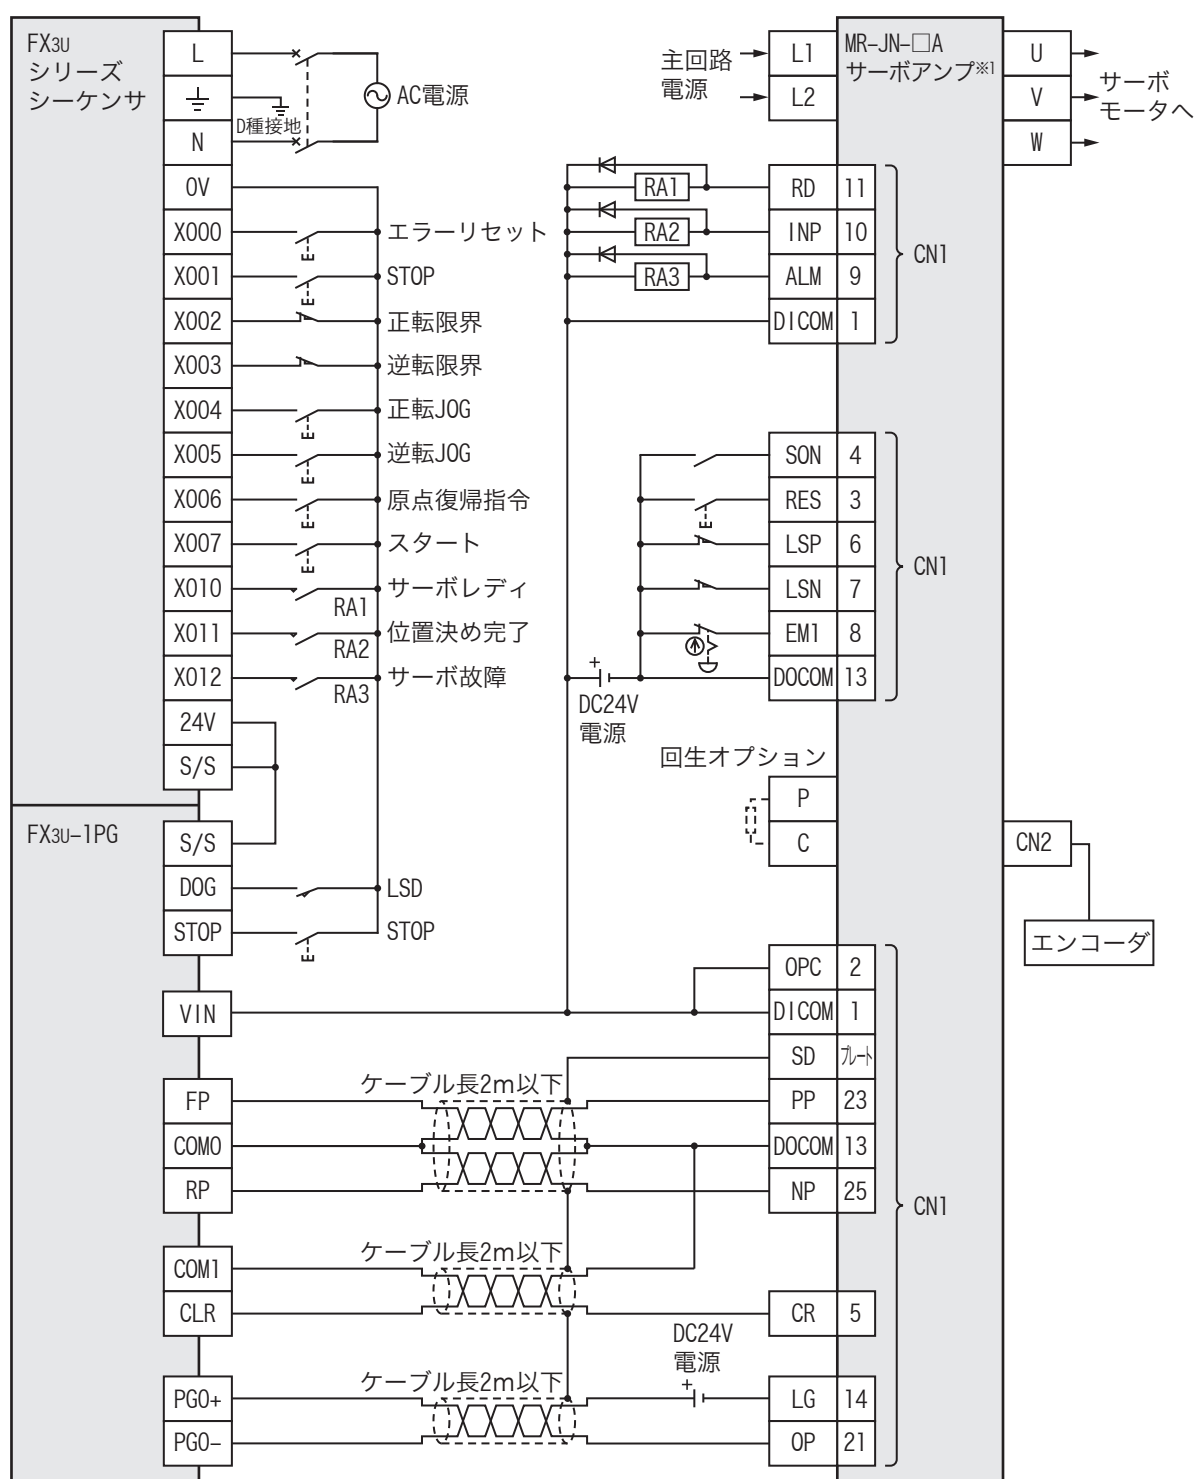 FX3U
シリーズ
シーケンサ
L
N
0V
X000
X001
X002
X003
X004
X005
X006
X007
X010
X011
X012
24V
S/S
AC電源
D種接地
エラーリセット
STOP
正転限界
逆転限界
正転JOG
逆転JOG
原点復帰指令
スタート
サーボレディ
RA1
位置決め完了
RA2
サーボ故障
RA3
FX3U-1PG
S/S
DOG
LSD
STOP
STOP
VIN
FP
COM0
RP
COM1
CLR
PG0+
PG0-
ケーブル長2m以下
ケーブル長2m以下
ケーブル長2m以下
主回路
電源
L1
L2
MR-JN-□A
サーボアンプ※1
U
V
W
サーボ
モータへ
RA1
RD 11
RA2
INP 10
RA3
ALM 9
DICOM 1
CN1
SON 4
RES 3
LSP 6
LSN 7
EM1 8
DOCOM 13
CN1
+
DC24V
電源
回生オプション
P
C
CN2
エンコーダ
OPC 2
DICOM 1
SD プレート
PP 23
DOCOM 13
NP 25
CN1
CR 5
DC24V
電源
+
LG 14
OP 21